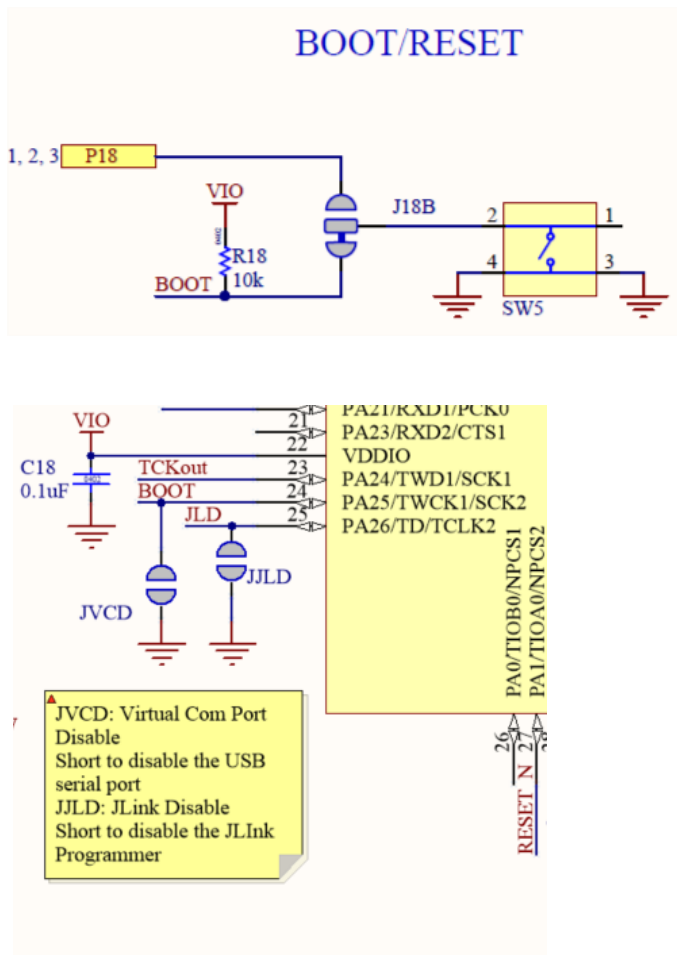 BOOT/RESET
1, 2, 3 P18
VIO
J18B
2 1
0402
R18
10k
BOOT
4 3
SW5
PA21/RXD1/PCK0
VIO
21 PA23/RXD2/CTS1
22 VDDIO
C18
0.1uF
0402
TCKout 23 PA24/TWD1/SCK1
BOOT 24 PA25/TWCK1/SCK2
JLD 25 PA26/TD/TCLK2
JJLD
JVCD
PA0/TIOB0/NPCS1
PA1/TIOA0/NPCS2
26
27
28
RESET_N
JVCD: Virtual Com Port
Disable
Short to disable the USB
serial port
JJLD: JLink Disable
Short to disable the JLInk
Programmer